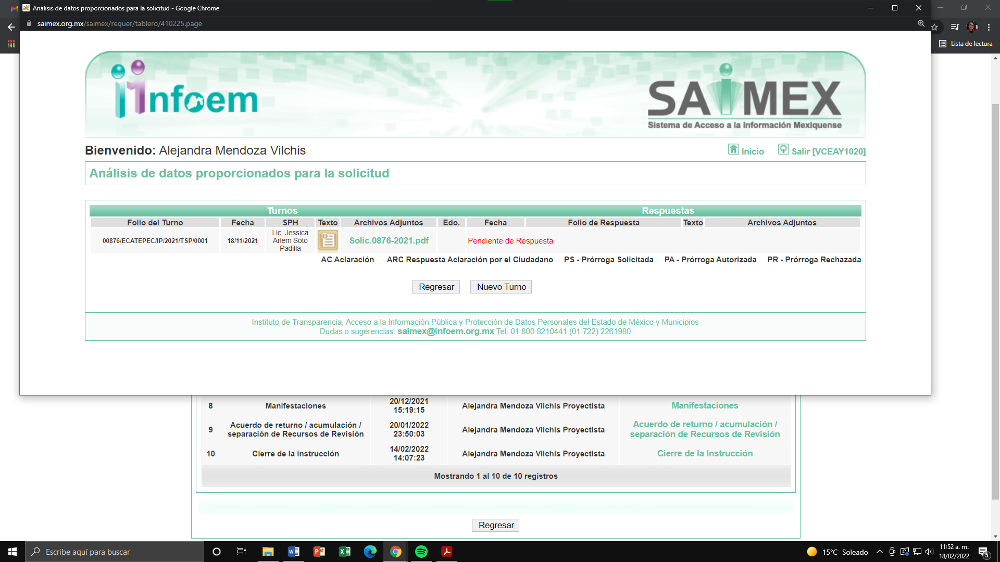 Análisis de datos proporcionados para la solicitud - Google Chrome
saimex.org.mx/saimex/requer/tablero/410225.page
Lista de lectura
infoem
SAIMEX
Sistema de Acceso a la Información Mexiquense
Bienvenido: Alejandra Mendoza Vilchis
Inicio
Salir [VCEAY1020]
Análisis de datos proporcionados para la solicitud
Turnos
Respuestas
Folio del Turno
Fecha
SPH
Texto
Archivos Adjuntos
Edo.
Fecha
Folio de Respuesta
Texto
Archivos Adjuntos
00876/ECATEPEC/IP/2021/TSP/0001
18/11/2021
Lic. Jessica
Arlem Soto
Padilla
Solic.0876-2021.pdf
Pendiente de Respuesta
AC Aclaración
ARC Respuesta Aclaración por el Ciudadano
PS - Prórroga Solicitada
PA - Prórroga Autorizada
PR - Prórroga Rechazada
Regresar
Nuevo Turno
Instituto de Transparencia, Acceso a la Información Pública y Protección de Datos Personales del Estado de México y Municipios
Dudas o sugerencias: saimex@infoem.org.mx Tel. 01 800 8210441 (01 722) 2261980
8
Manifestaciones
20/12/2021
15:19:15
Alejandra Mendoza Vilchis Proyectista
Manifestaciones
9
Acuerdo de returno / acumulación /
separación de Recursos de Revisión
20/01/2022
23:50:03
Alejandra Mendoza Vilchis Proyectista
Acuerdo de returno / acumulación /
separación de Recursos de Revisión
10
Cierre de la instrucción
14/02/2022
14:07:23
Alejandra Mendoza Vilchis Proyectista
Cierre de la Instrucción
Mostrando 1 al 10 de 10 registros
Regresar
Escribe aquí para buscar
15°C Soleado
11:52 a. m.
18/02/2022
5